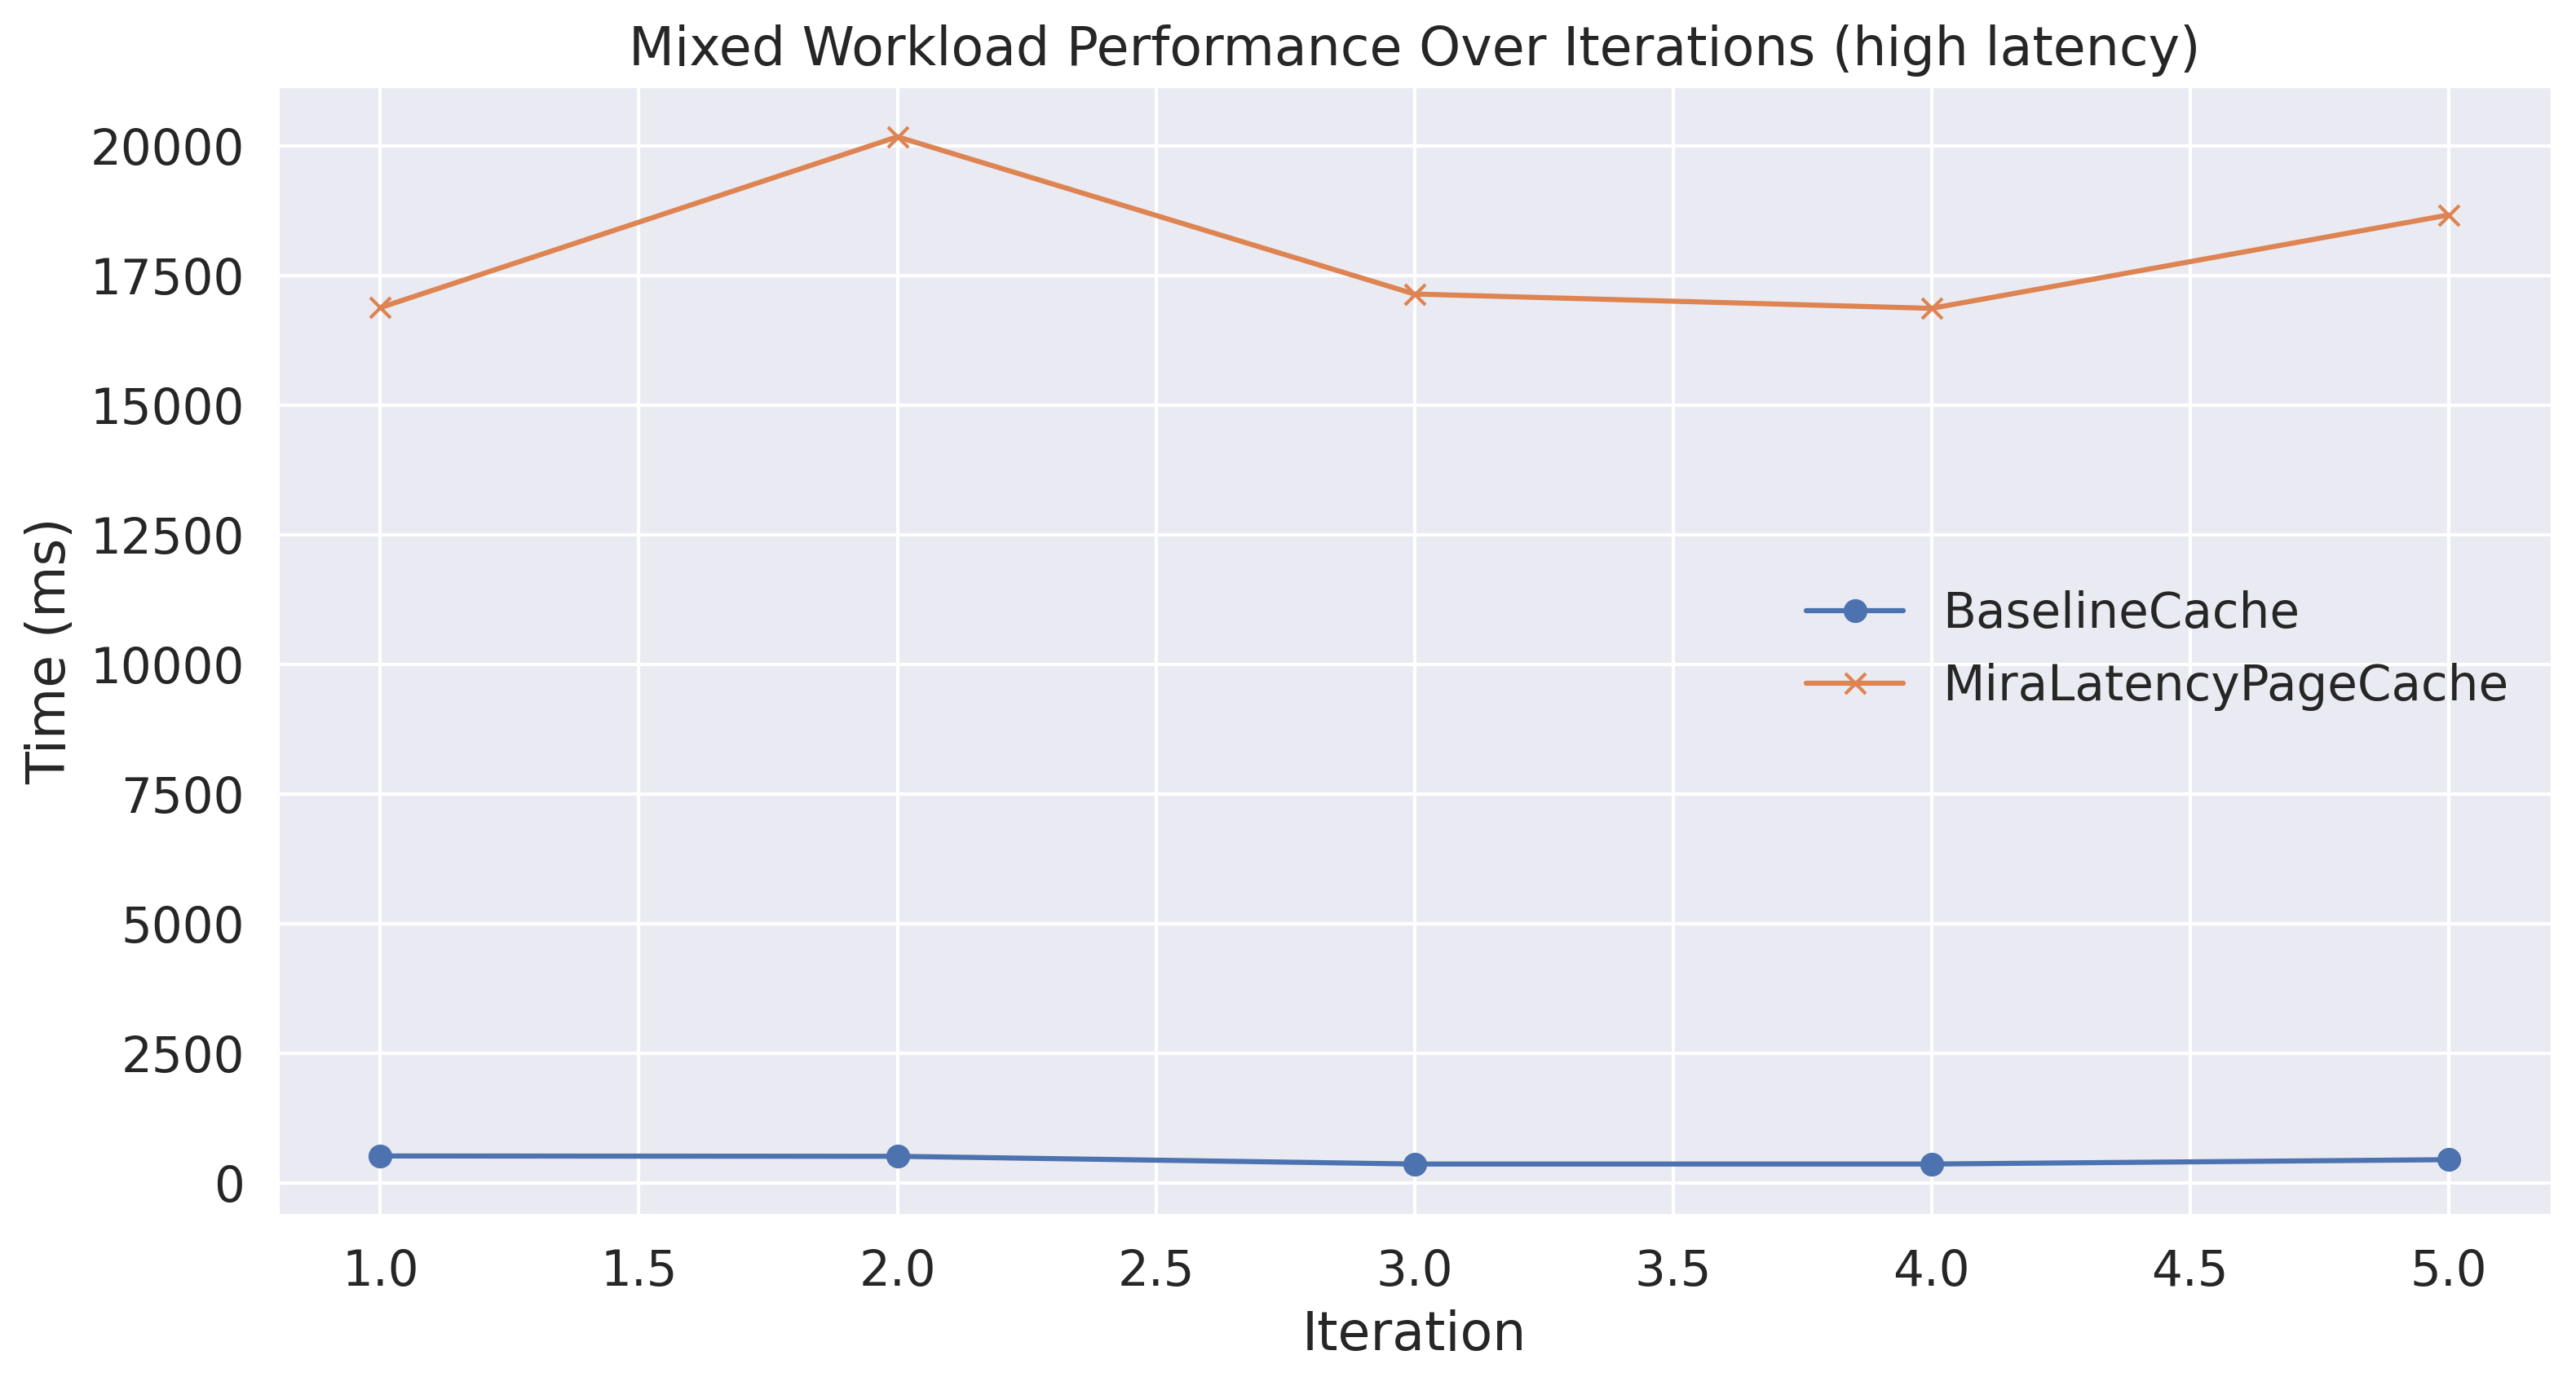 Mixed Workload Performance Over Iterations (high latency)
Time (ms)
20000
17500
15000
12500
10000
7500
5000
2500
0
BaselineCache
MiraLatencyPageCache
1.0 1.5 2.0 2.5 3.0 3.5 4.0 4.5 5.0
Iteration